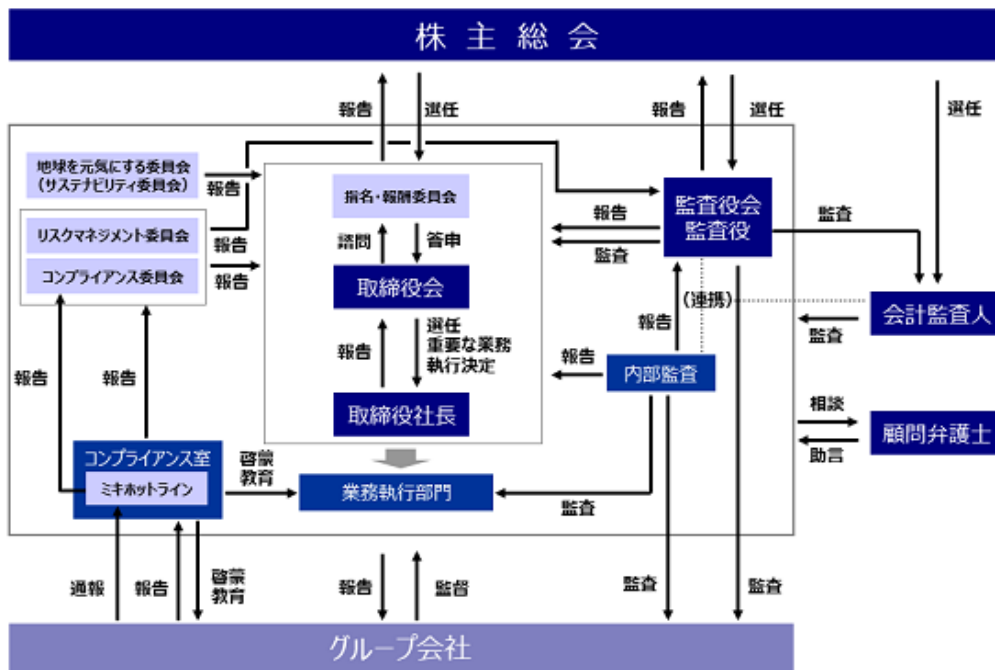 株主総会
報告
選任
報告
選任
選任
地球を元気にする委員会
(サステナビリティ委員会)
報告
指名・報酬委員会
監査役会
監査役
報告
監査
監査
リスクマネジメント委員会
報告
諮問
答申
コンプライアンス委員会
報告
取締役会
(連携)
会計監査人
報告
監査
選任
重要な業務
執行決定
報告
報告
内部監査
報告
報告
取締役社長
相談
顧問弁護士
助言
コンプライアンス室
ミキホットライン
啓蒙
教育
業務執行部門
監査
通報
報告
啓蒙
教育
報告
監督
監査
監査
グループ会社